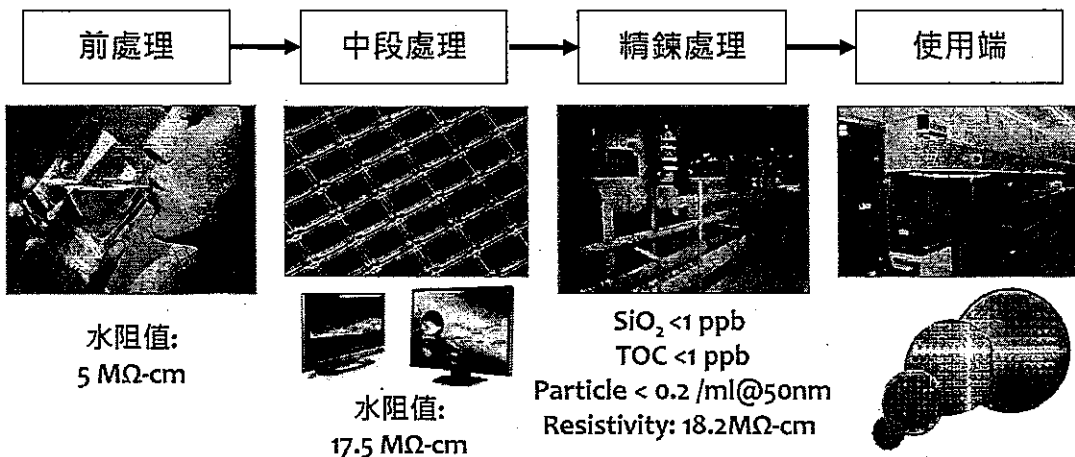 前處理
中段處理
精鍊處理
使用端
水阻值:
5 MΩ-cm
水阻值:
17.5 MΩ-cm
SiO₂ <1 ppb
TOC <1 ppb
Particle < 0.2 /ml@50nm
Resistivity: 18.2MΩ-cm